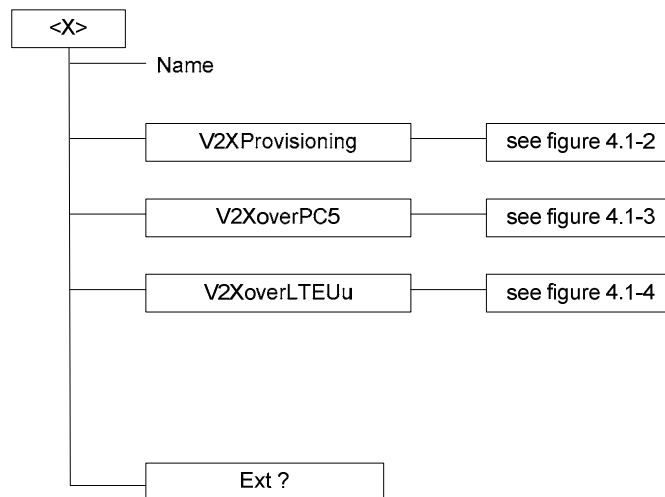 <X>
Name
V2XProvisioning see figure 4.1-2
V2XoverPC5 see figure 4.1-3
V2XoverLTEUu see figure 4.1-4
Ext ?